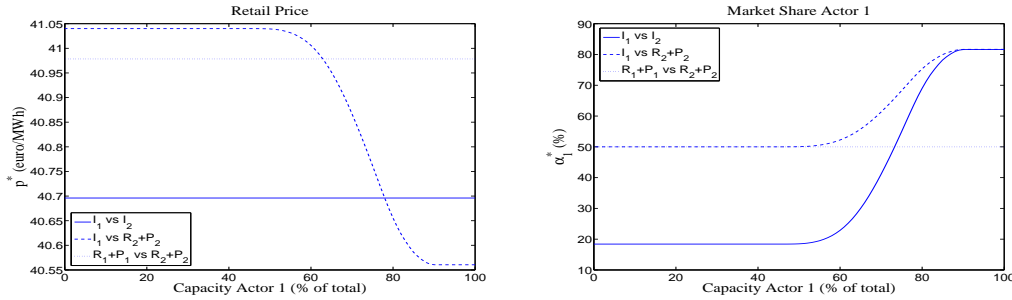 Retail Price
41.05
41
40.95
40.9
40.85
40.8
40.75
40.7
40.65
40.6
40.55
p* (euro/MWh)
I1 vs I2
I1 vs R2+P2
R1+P1 vs R2+P2
0 20 40 60 80 100
Capacity Actor 1 (% of total)
Market Share Actor 1
90
80
70
60
50
40
30
20
10
α1* (%)
I1 vs I2
I1 vs R2+P2
R1+P1 vs R2+P2
0 20 40 60 80 100
Capacity Actor 1 (% of total)